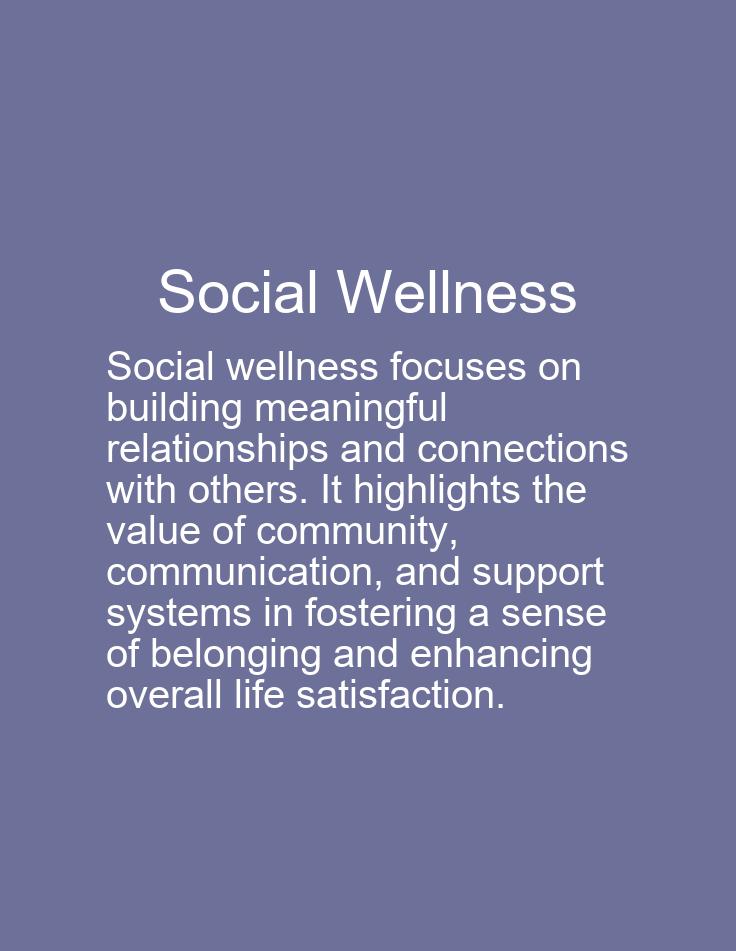 Social Wellness
Social wellness focuses on
building meaningful
relationships and connections
with others. It highlights the
value of community,
communication, and support
systems in fostering a sense
of belonging and enhancing
overall life satisfaction.